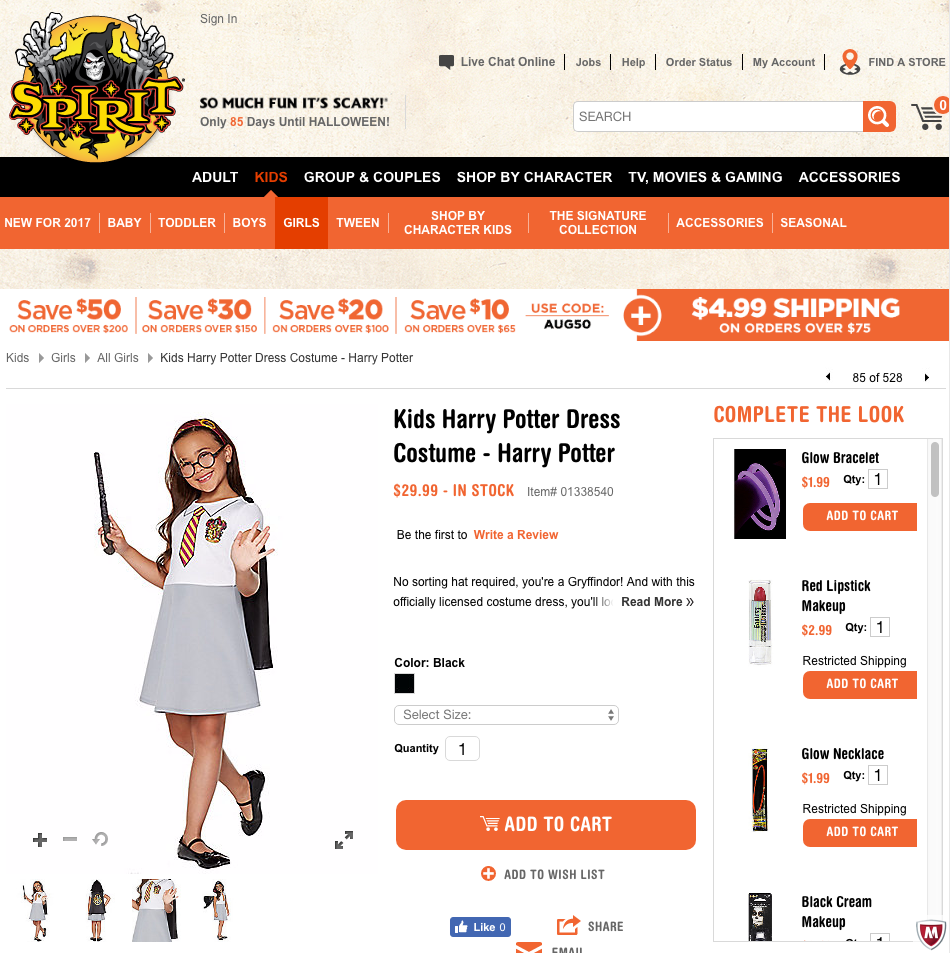 Sign In
SPIRIT
Live Chat Online
Jobs
Help
Order Status
My Account
FIND A STORE
SO MUCH FUN IT'S SCARY!®
Only 85 Days Until HALLOWEEN!
SEARCH
0
ADULT
KIDS
GROUP & COUPLES
SHOP BY CHARACTER
TV, MOVIES & GAMING
ACCESSORIES
NEW FOR 2017
BABY
TODDLER
BOYS
GIRLS
TWEEN
SHOP BY
CHARACTER KIDS
THE SIGNATURE
COLLECTION
ACCESSORIES
SEASONAL
Save $50
ON ORDERS OVER $200
Save $30
ON ORDERS OVER $150
Save $20
ON ORDERS OVER $100
Save $10
ON ORDERS OVER $65
USE CODE:
AUG50
$4.99 SHIPPING
ON ORDERS OVER $75
Kids
Girls
All Girls
Kids Harry Potter Dress Costume - Harry Potter
85 of 528
Kids Harry Potter Dress
Costume - Harry Potter
$29.99 - IN STOCK Item# 01338540
Be the first to Write a Review
No sorting hat required, you're a Gryffindor! And with this
officially licensed costume dress, you'll Read More »
Color: Black
Select Size:
Quantity 1
ADD TO CART
ADD TO WISH LIST
Like 0
SHARE
EMAIL
COMPLETE THE LOOK
Glow Bracelet
$1.99 Qty: 1
ADD TO CART
Red Lipstick
Makeup
$2.99 Qty: 1
Restricted Shipping
ADD TO CART
Glow Necklace
$1.99 Qty: 1
Restricted Shipping
ADD TO CART
Black Cream
Makeup
Qty: 1
M